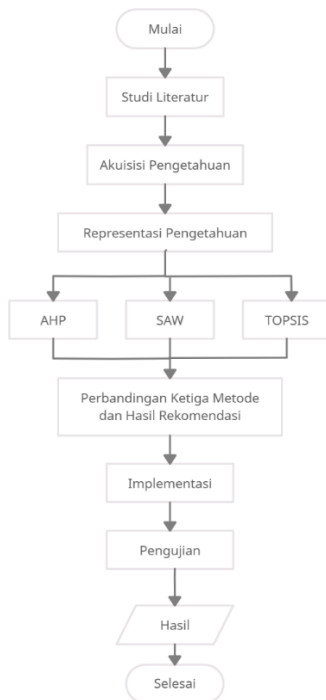 Mulai
Studi Literatur
Akuisisi Pengetahuan
Representasi Pengetahuan
AHP
SAW
TOPSIS
Perbandingan Ketiga Metode
dan Hasil Rekomendasi
Implementasi
Pengujian
Hasil
Selesai